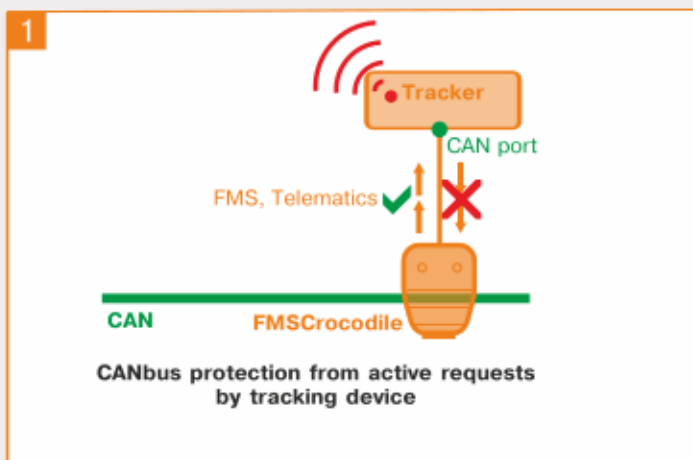 1
Tracker
CAN port
FMS, Telematics
CAN
FMSCrocodile
CANbus protection from active requests
by tracking device